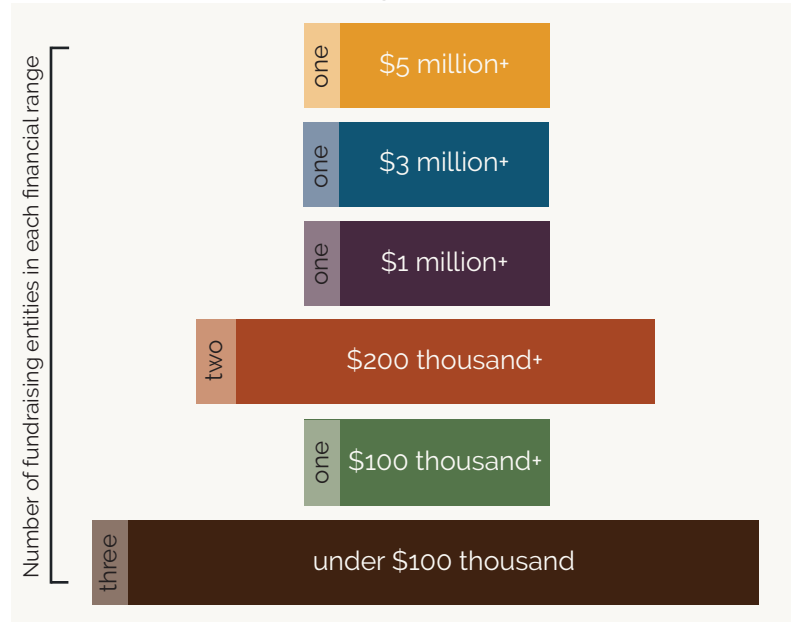 Number of fundraising entities in each financial range
one
$5 million+
one
$3 million+
one
$1 million+
two
$200 thousand+
one
$100 thousand+
three
under $100 thousand